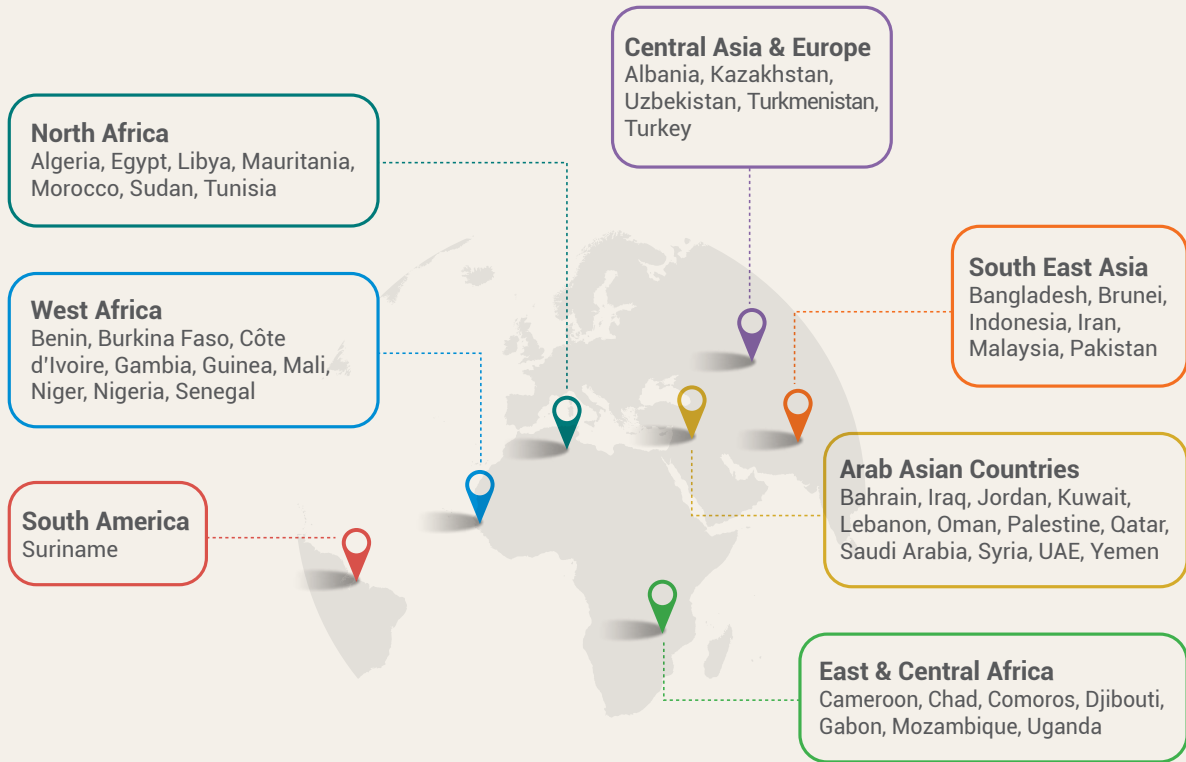 Central Asia & Europe
Albania, Kazakhstan,
Uzbekistan, Turkmenistan,
Turkey
North Africa
Algeria, Egypt, Libya, Mauritania,
Morocco, Sudan, Tunisia
South East Asia
Bangladesh, Brunei,
Indonesia, Iran,
Malaysia, Pakistan
West Africa
Benin, Burkina Faso, Côte
d'Ivoire, Gambia, Guinea, Mali,
Niger, Nigeria, Senegal
Arab Asian Countries
Bahrain, Iraq, Jordan, Kuwait,
Lebanon, Oman, Palestine, Qatar,
Saudi Arabia, Syria, UAE, Yemen
South America
Suriname
East & Central Africa
Cameroon, Chad, Comoros, Djibouti,
Gabon, Mozambique, Uganda